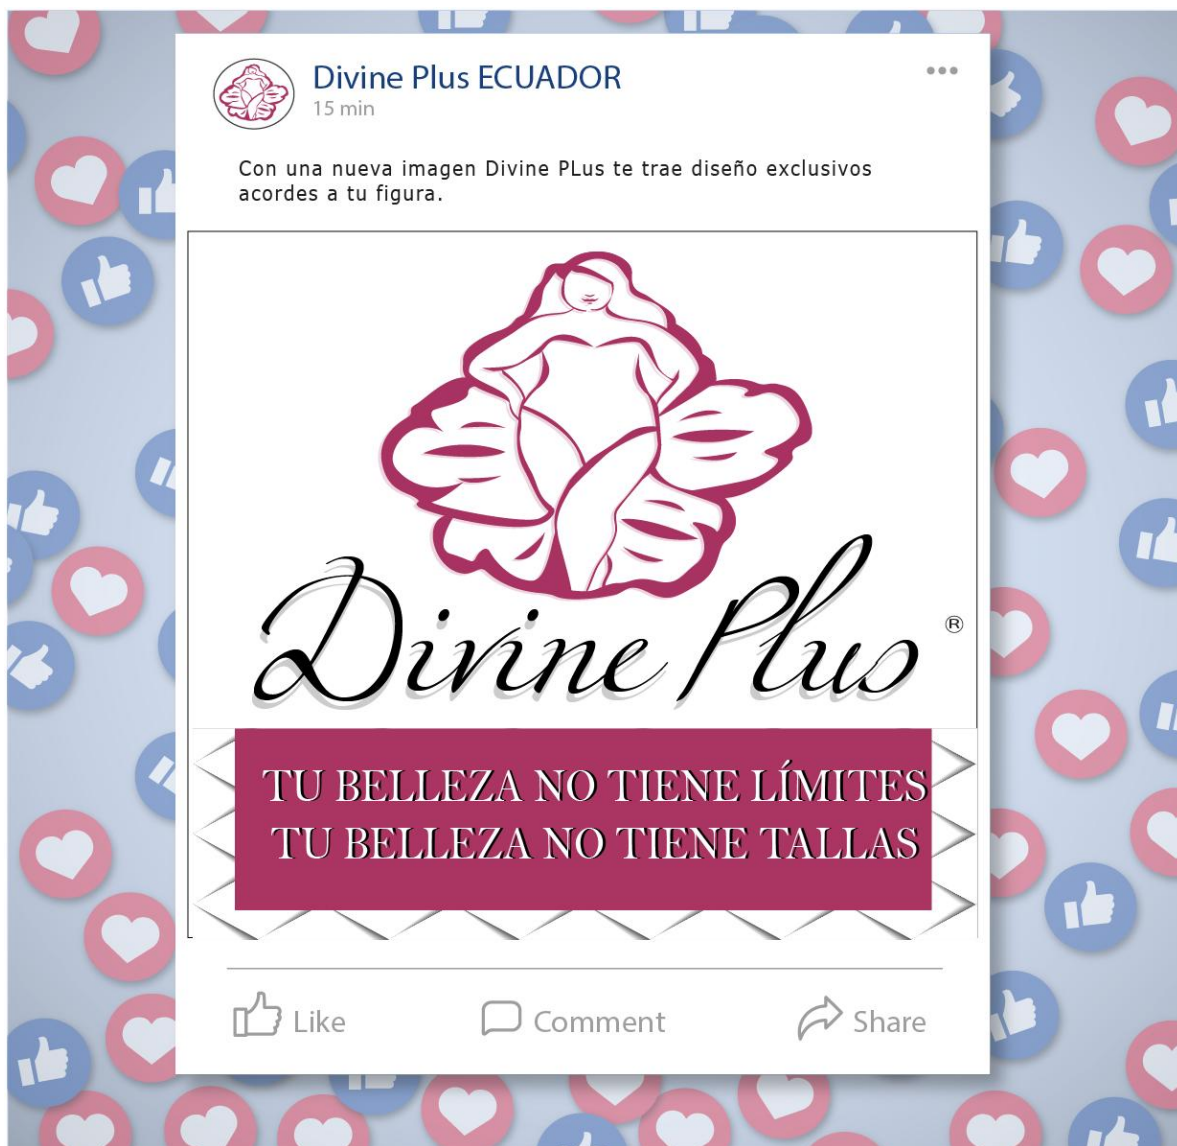 Divine Plus ECUADOR
15 min
Con una nueva imagen Divine PLus te trae diseño exclusivos
acordes a tu figura.
Divine Plus ®
TU BELLEZA NO TIENE LÍMITES
TU BELLEZA NO TIENE TALLAS
Like Comment Share